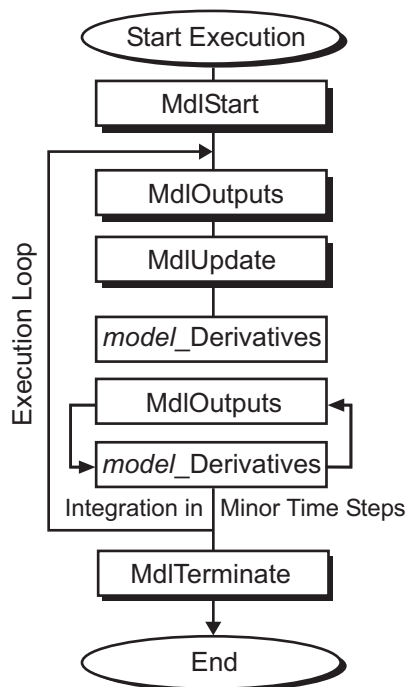 Start Execution
MdlStart
MdlOutputs
MdlUpdate
model_Derivatives
MdlOutputs
model_Derivatives
Integration in Minor Time Steps
Execution Loop
MdlTerminate
End